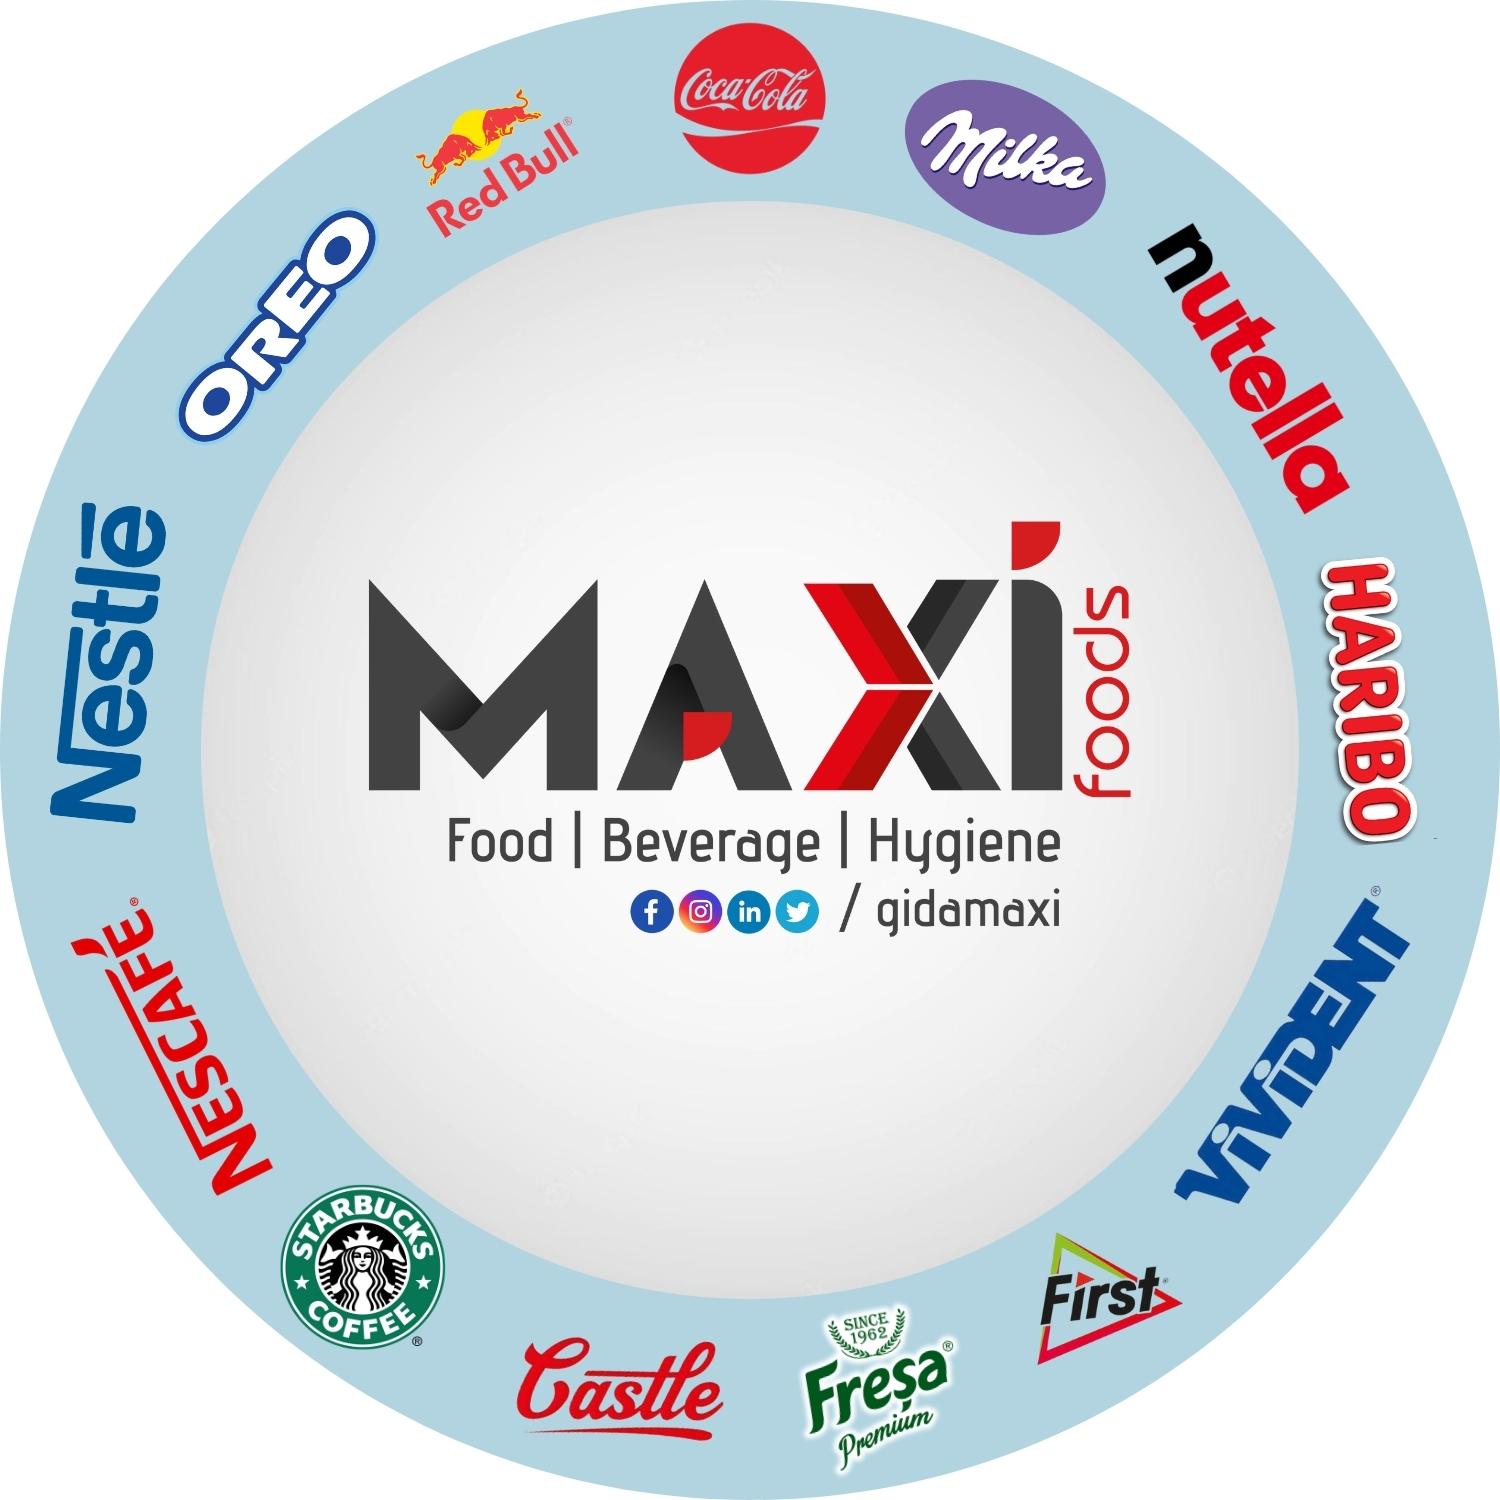 Coca-Cola
Milka
nutella
HARIBO
VIVIDENT®
First®
SINCE
1962
Freşa®
Premium
Castle
STARBUCKS
COFFEE
®
NESCAFÉ®
Nestlé
OREO
Red Bull®
MAXİ
foods
Food | Beverage | Hygiene
f in / gidamaxi